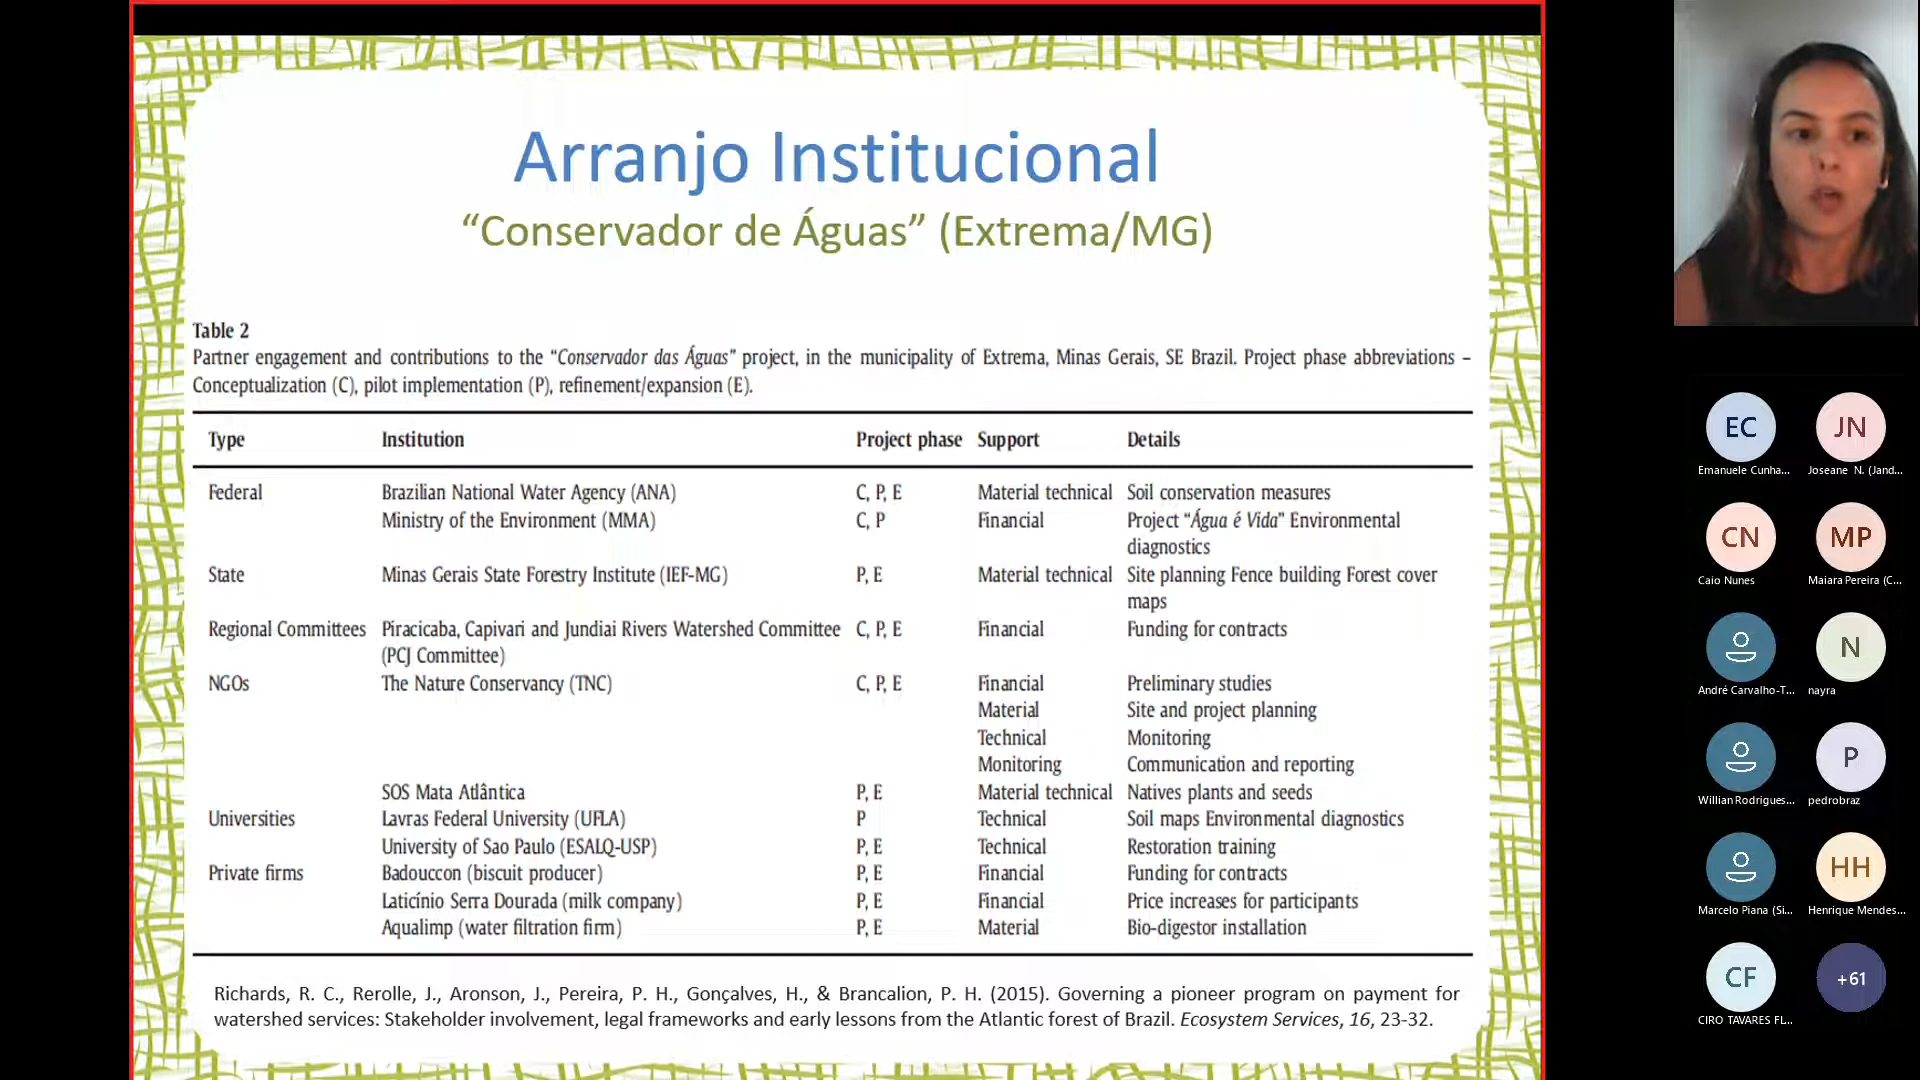 Arranjo Institucional
“Conservador de Águas” (Extrema/MG)
Table 2
Partner engagement and contributions to the “Conservador das Águas” project, in the municipality of Extrema, Minas Gerais, SE Brazil. Project phase abbreviations –
Conceptualization (C), pilot implementation (P), refinement/expansion (E).
Type Institution Project phase Support Details
Federal Brazilian National Water Agency (ANA) C, P, E Material technical Soil conservation measures
Ministry of the Environment (MMA) C, P Financial Project “Água é Vida” Environmental
diagnostics
State Minas Gerais State Forestry Institute (IEF-MG) P, E Material technical Site planning Fence building Forest cover
maps
Regional Committees Piracicaba, Capivari and Jundiai Rivers Watershed Committee C, P, E Financial Funding for contracts
(PCJ Committee)
NGOs The Nature Conservancy (TNC) C, P, E Financial Preliminary studies
Material Site and project planning
Technical Monitoring
Monitoring Communication and reporting
SOS Mata Atlântica P, E Material technical Natives plants and seeds
Universities Lavras Federal University (UFLA) P Technical Soil maps Environmental diagnostics
University of Sao Paulo (ESALQ-USP) P, E Technical Restoration training
Private firms Badouccon (biscuit producer) P, E Financial Funding for contracts
Laticínio Serra Dourada (milk company) P, E Financial Price increases for participants
Aqualimp (water filtration firm) P, E Material Bio-digestor installation
Richards, R. C., Rerolle, J., Aronson, J., Pereira, P. H., Gonçalves, H., & Brancalion, P. H. (2015). Governing a pioneer program on payment for
watershed services: Stakeholder involvement, legal frameworks and early lessons from the Atlantic forest of Brazil. Ecosystem Services, 16, 23-32.
EC JN
Emanuele Cunha... Joseane N. (Jand...
CN MP
Caio Nunes Maiara Pereira (C...
N
André Carvalho-T... nayra
P
Willian Rodrigues... pedrobraz
HH
Marcelo Piana (Si... Henrique Mendes...
CF +61
CIRO TAVARES FL...